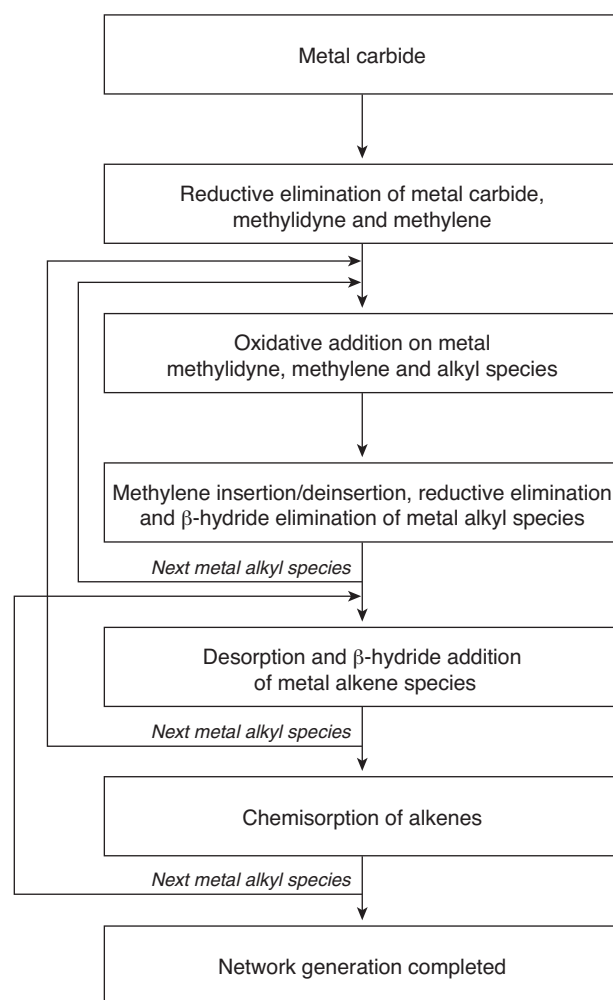 Metal carbide
Reductive elimination of metal carbide,
methylidyne and methylene
Oxidative addition on metal
methylidyne, methylene and alkyl species
Methylene insertion/deinsertion, reductive elimination
and β-hydride elimination of metal alkyl species
Next metal alkyl species
Desorption and β-hydride addition
of metal alkene species
Next metal alkyl species
Chemisorption of alkenes
Next metal alkyl species
Network generation completed